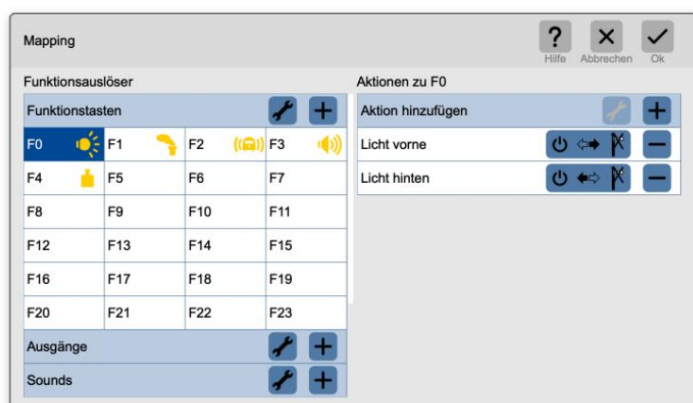 Mapping
Hilfe Abbrechen Ok
Funktionsauslöser
Funktionstasten
F0 F1 F2 F3
F4 F5 F6 F7
F8 F9 F10 F11
F12 F13 F14 F15
F16 F17 F18 F19
F20 F21 F22 F23
Ausgänge
Sounds
Aktionen zu F0
Aktion hinzufügen
Licht vorne
Licht hinten